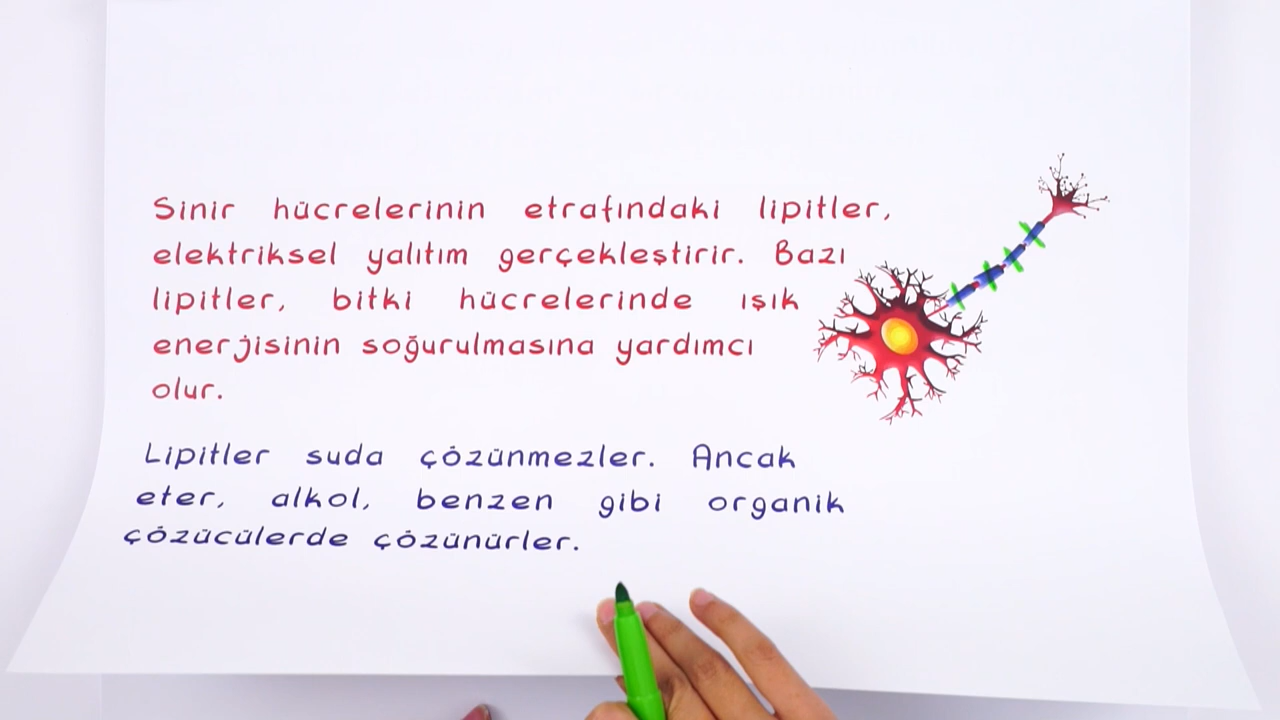 Sinir hücrelerinin etrafındaki lipitler,
elektriksel yalıtım gerçekleştirir. Bazı
lipitler, bitki hücrelerinde ışık
enerjisinin soğurulmasına yardımcı
olur.
Lipitler suda çözünmezler. Ancak
eter, alkol, benzen gibi organik
çözücülerde çözünürler.